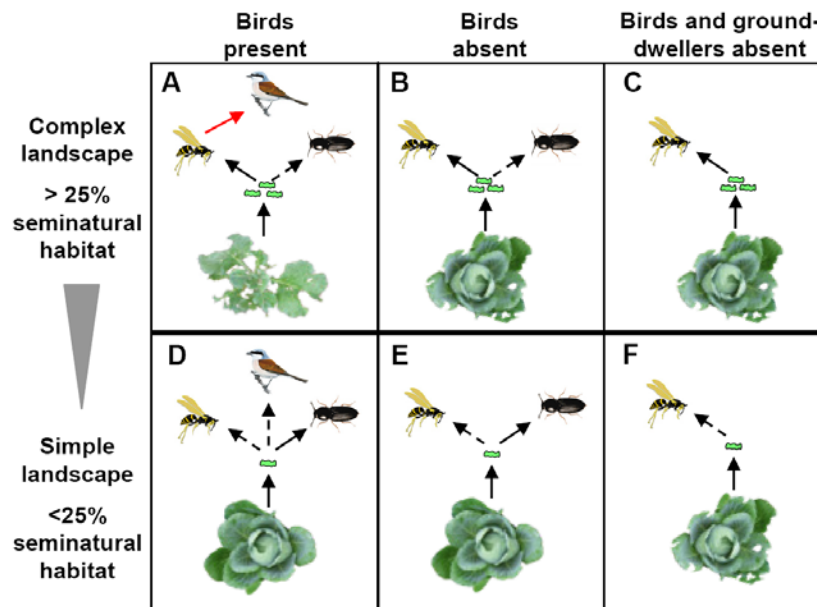 Birds
present
Birds
absent
Birds and ground-
dwellers absent
A
B
C
Complex
landscape
> 25%
seminatural
habitat
D
E
F
Simple
landscape
<25%
seminatural
habitat